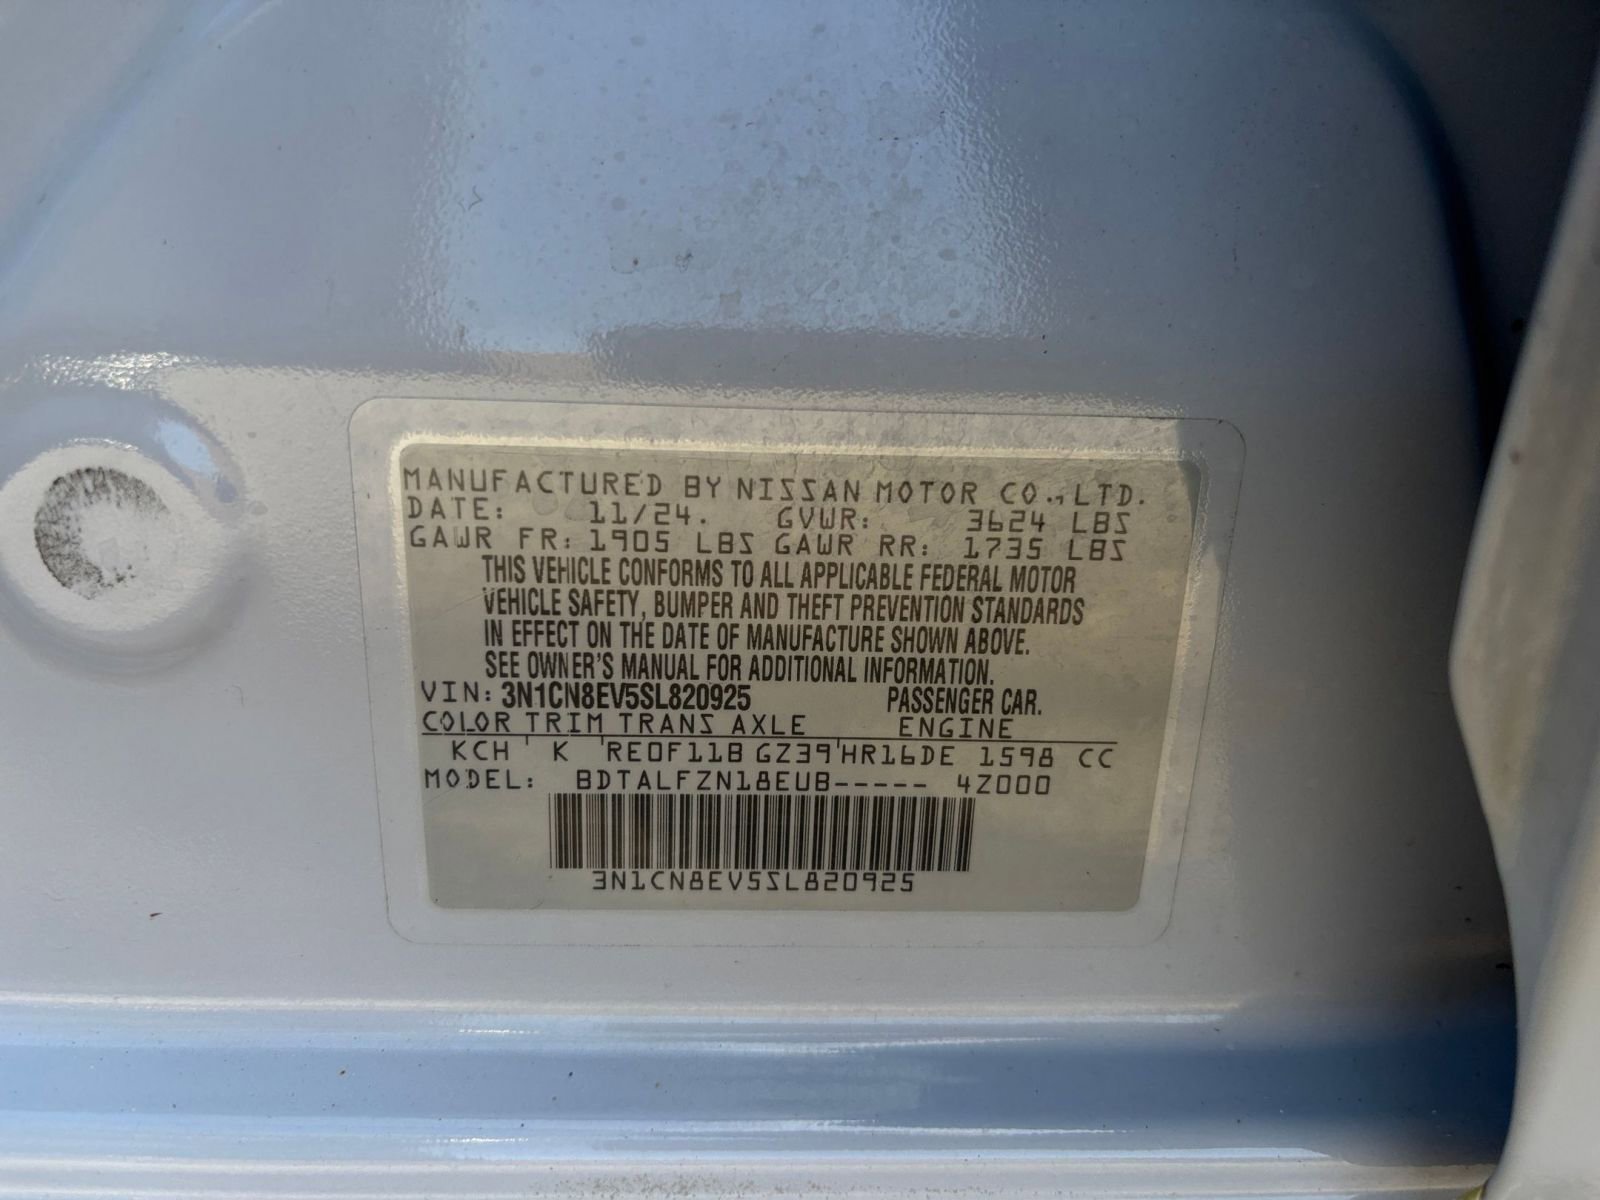 MANUFACTURED BY NISSAN MOTOR CO., LTD.
DATE: 11/24. GVWR: 3624 LBS
GAWR FR: 1905 LBS GAWR RR: 1735 LBS
THIS VEHICLE CONFORMS TO ALL APPLICABLE FEDERAL MOTOR
VEHICLE SAFETY, BUMPER AND THEFT PREVENTION STANDARDS
IN EFFECT ON THE DATE OF MANUFACTURE SHOWN ABOVE.
SEE OWNER'S MANUAL FOR ADDITIONAL INFORMATION.
VIN: 3N1CN8EV5SL820925 PASSENGER CAR.
COLOR TRIM TRANS AXLE ENGINE
KCH K RE0F11B GZ39 HR16DE 1598 CC
MODEL: BDTALFZN18EUB----- 4Z000
3N1CN8EV5SL820925